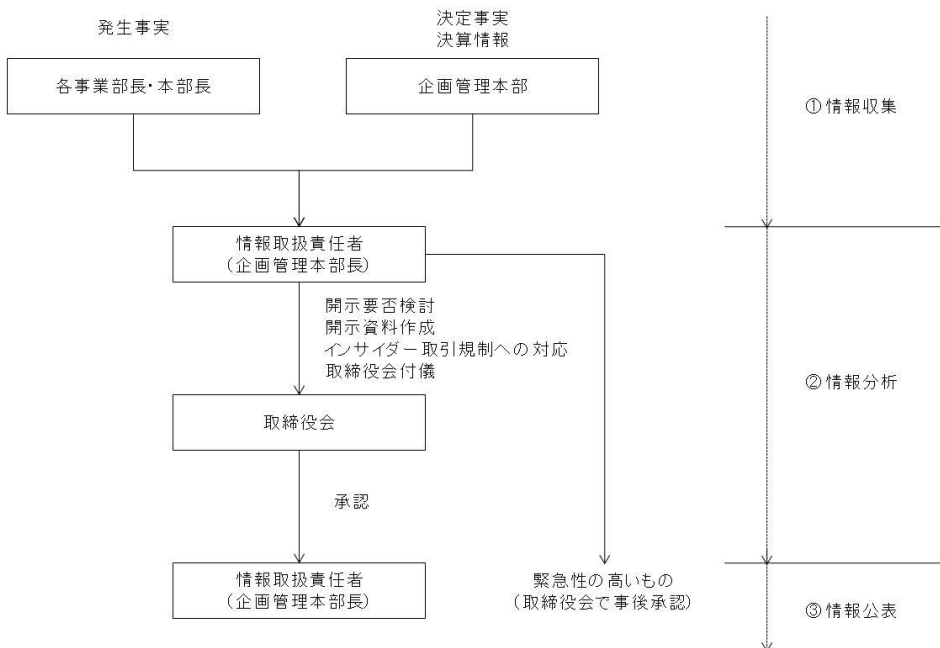 発生事実
決定事実
決算情報
各事業部長・本部長
企画管理本部
①情報収集
情報取扱責任者
(企画管理本部長)
開示要否検討
開示資料作成
インサイダー取引規制への対応
取締役会付儀
②情報分析
取締役会
承認
情報取扱責任者
(企画管理本部長)
緊急性の高いもの
(取締役会で事後承認)
③情報公表